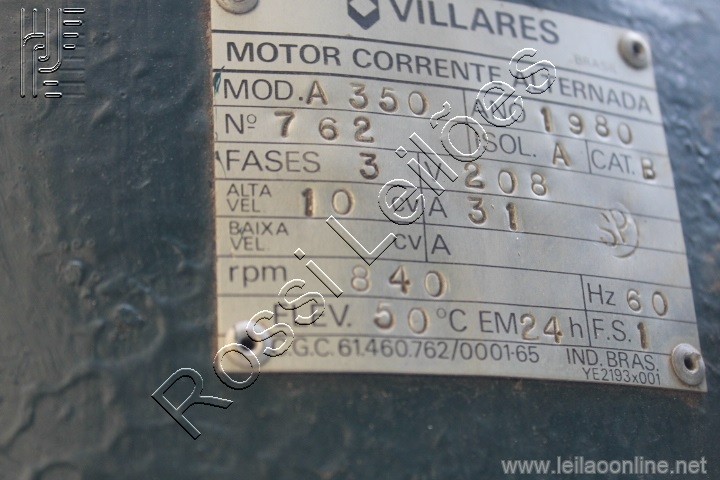 VILLARES
BRASIL
MOTOR CORRENTE ALTERNADA
MOD. A 350 ANO 1980
Nº 762 ISOL. A CAT. B
FASES 3 V 208
ALTA VEL. 10 CV A 31
BAIXA VEL. CV A
rpm 840 Hz 60
ELEV. 50°C EM 24 h F.S. 1
C.G.C. 61.460.762/0001-65 IND. BRAS.
YE2193x001
Rossi Leilões
www.leilaoonline.net